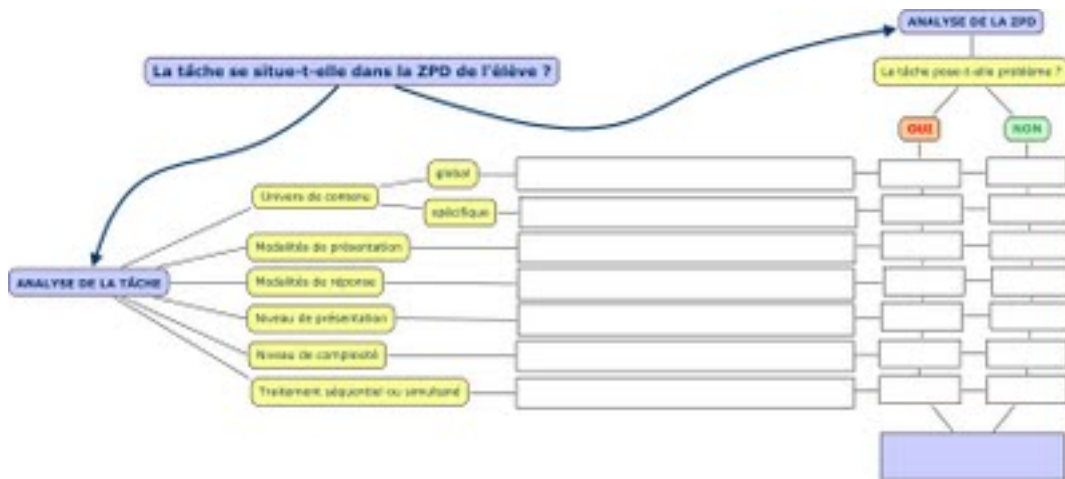 ANALYSE DE LA ZPD
La tâche se situe-t-elle dans la ZPD de l'élève ?
La tâche pose-t-elle problème ?
OUI
NON
global
Univers de contenu
spécifique
Modalités de présentation
ANALYSE DE LA TÂCHE
Modalités de réponse
Niveau de présentation
Niveau de complexité
Traitement séquentiel ou simultané